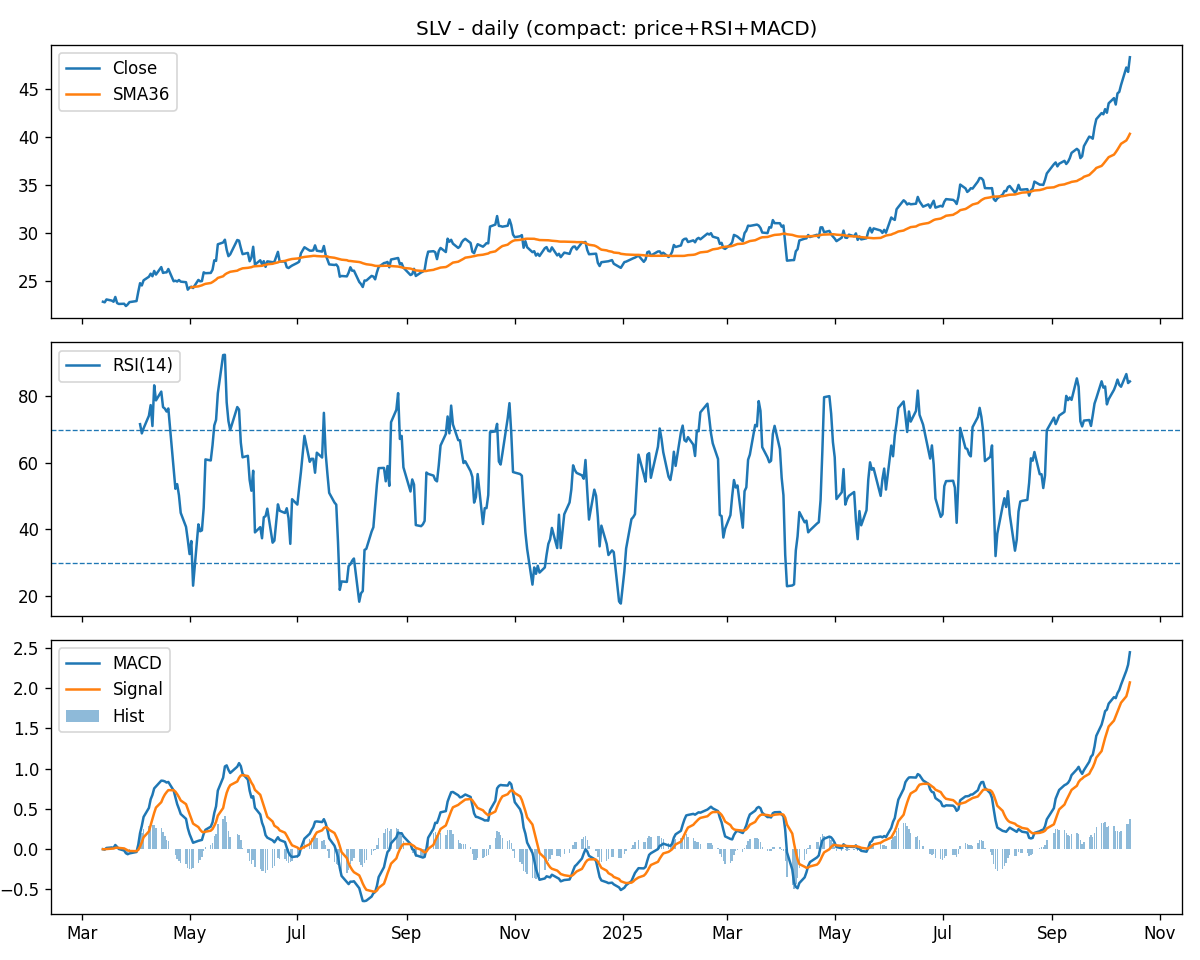 SLV - daily (compact: price+RSI+MACD)
Close
SMA36
45
40
35
30
25
RSI(14)
80
60
40
20
MACD
Signal
Hist
2.5
2.0
1.5
1.0
0.5
0.0
−0.5
Mar May Jul Sep Nov 2025 Mar May Jul Sep Nov